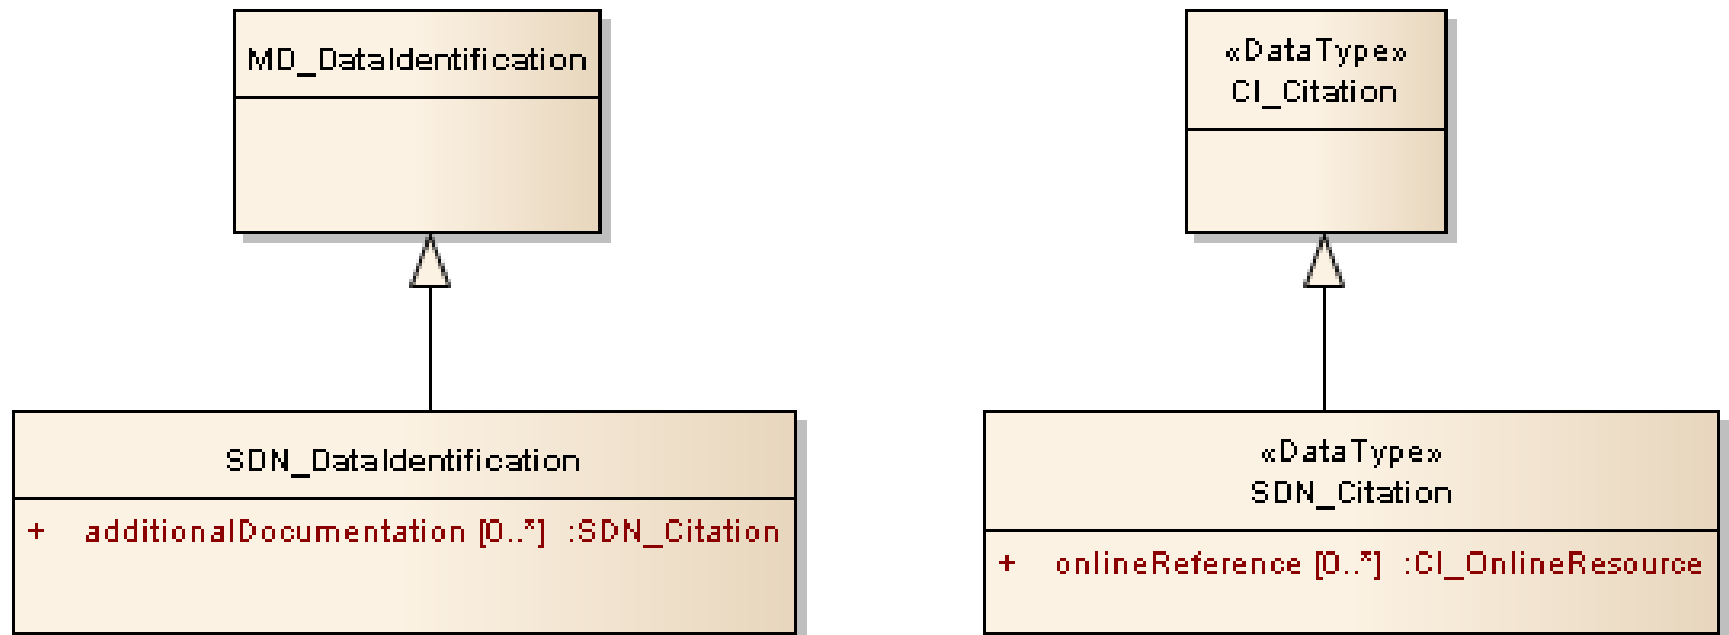 MD_DataIdentification
«DataType»
CI_Citation
SDN_DataIdentification
+ additionalDocumentation [0..*] :SDN_Citation
«DataType»
SDN_Citation
+ onlineReference [0..*] :CI_OnlineResource